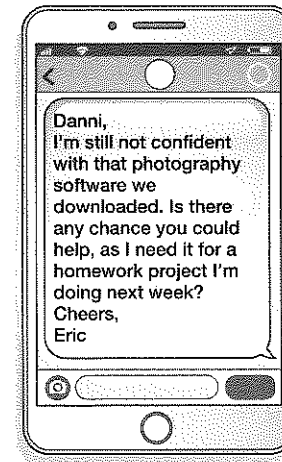 Danni,
I'm still not confident
with that photography
software we
downloaded. Is there
any chance you could
help, as I need it for a
homework project I'm
doing next week?
Cheers,
Eric